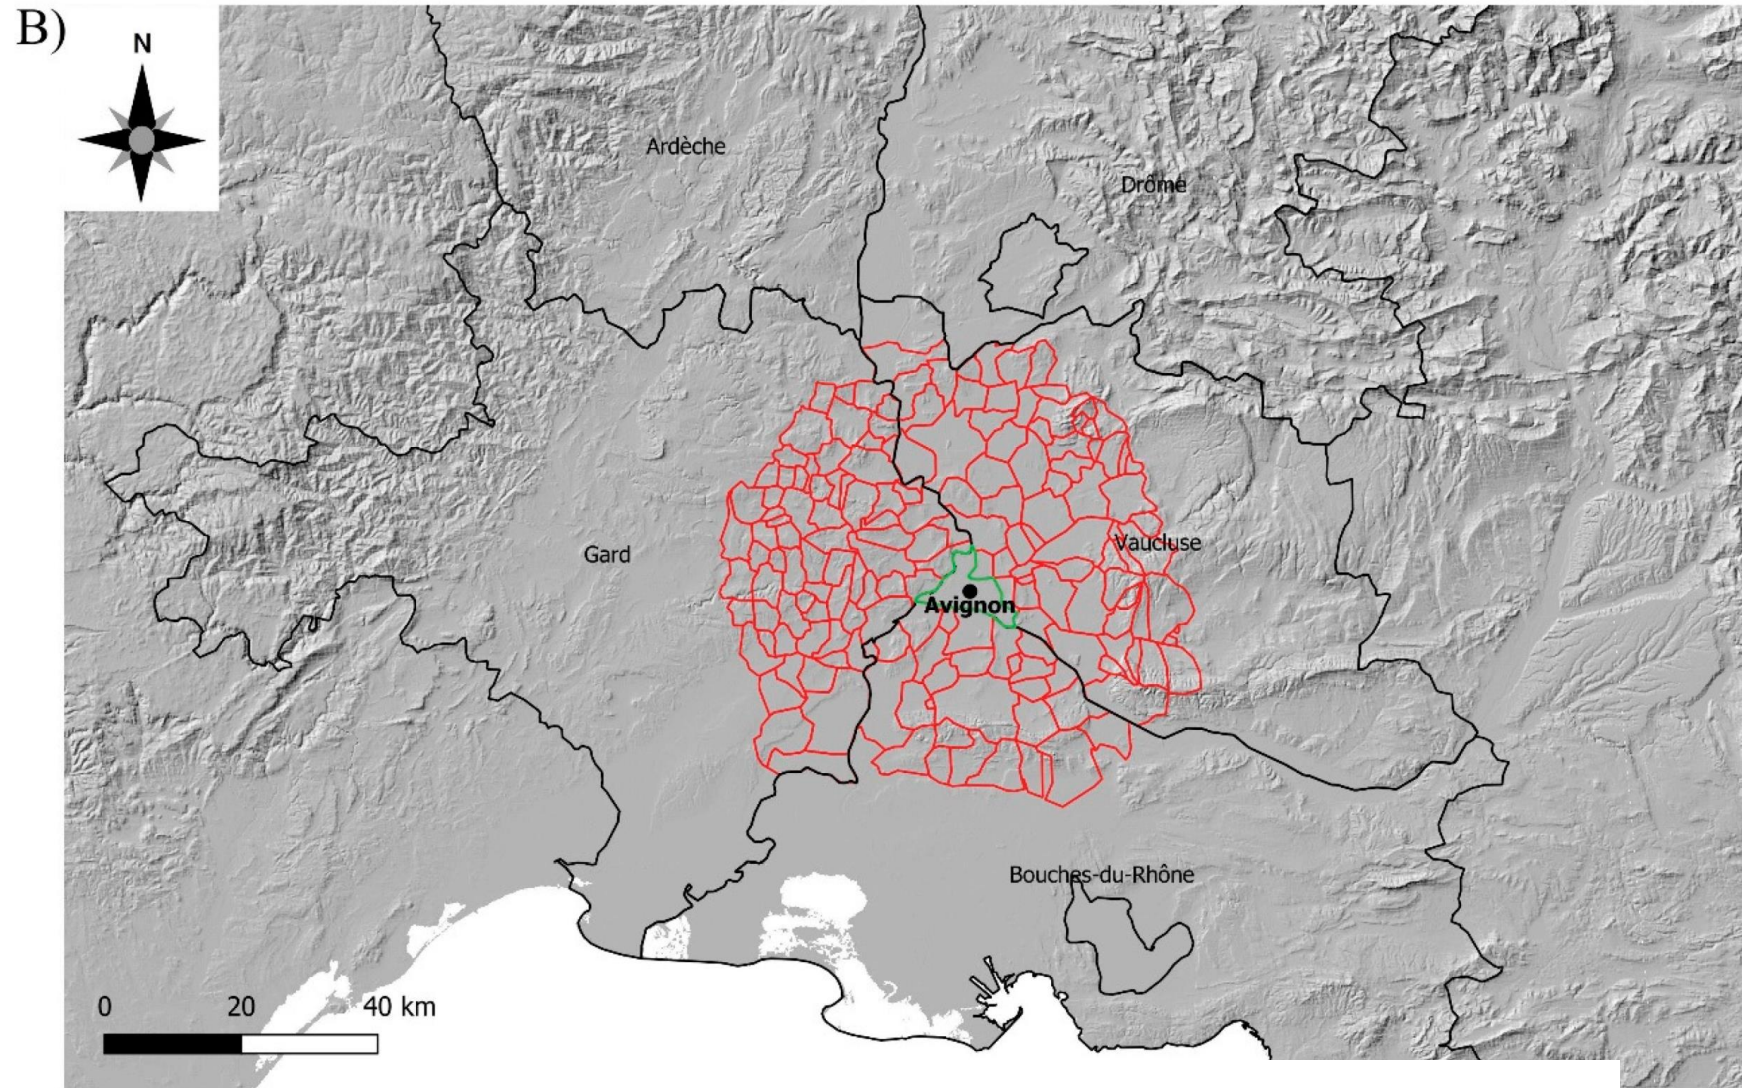 B)
N
Ardèche
Drôme
Gard
Vaucluse
Avignon
Bouches-du-Rhône
0 20 40 km